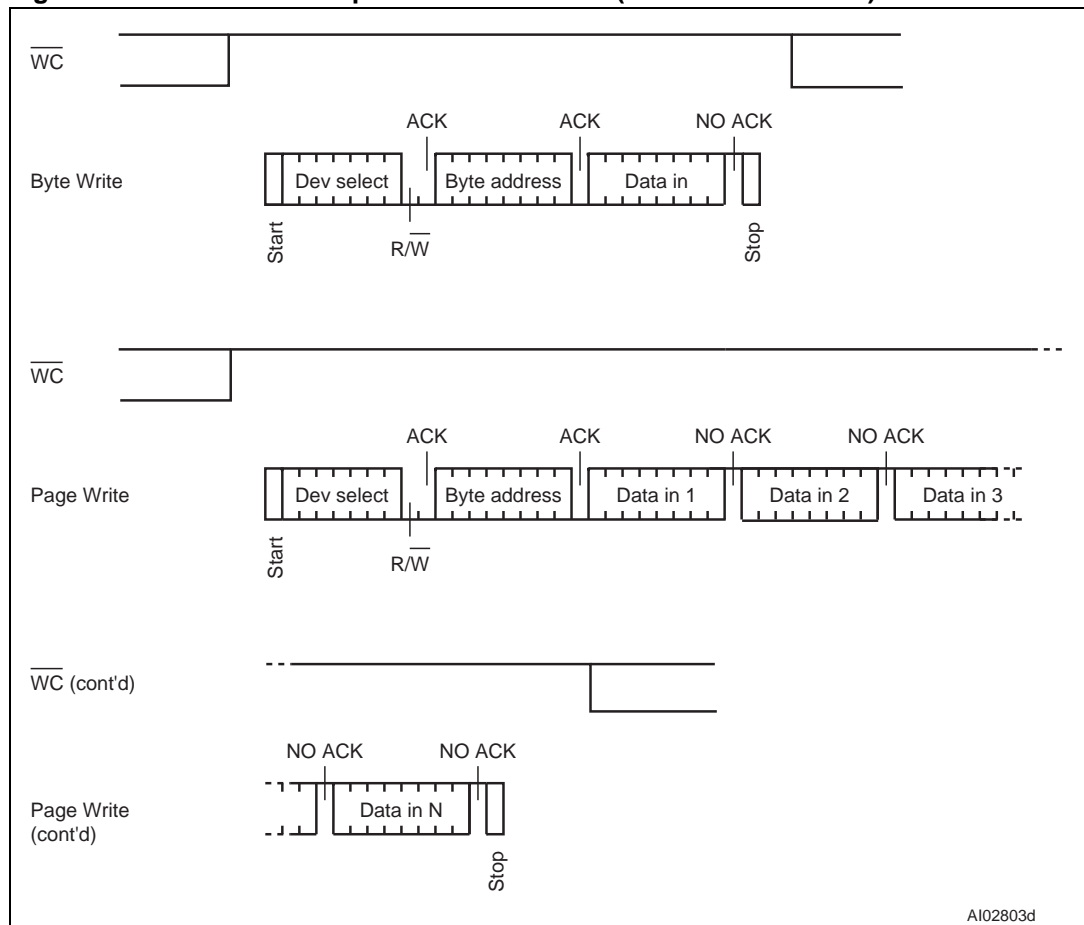 WC
ACK ACK NO ACK
Byte Write Dev select Byte address Data in
Start R/W Stop
WC
ACK ACK NO ACK NO ACK
Page Write Dev select Byte address Data in 1 Data in 2 Data in 3
Start R/W
WC (cont'd)
NO ACK NO ACK
Page Write
(cont'd)
Data in N
Stop
AI02803d